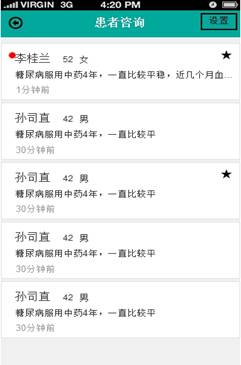 VIRGIN 3G 4:20 PM
患者咨询 设置
李桂兰 52 女
糖尿病服用中药4年，一直比较平稳，近几个月血...
1分钟前
孙司直 42 男
糖尿病服用中药4年，一直比较平
30分钟前
孙司直 42 男
糖尿病服用中药4年，一直比较平
30分钟前
孙司直 42 男
糖尿病服用中药4年，一直比较平
30分钟前
孙司直 42 男
糖尿病服用中药4年，一直比较平
30分钟前